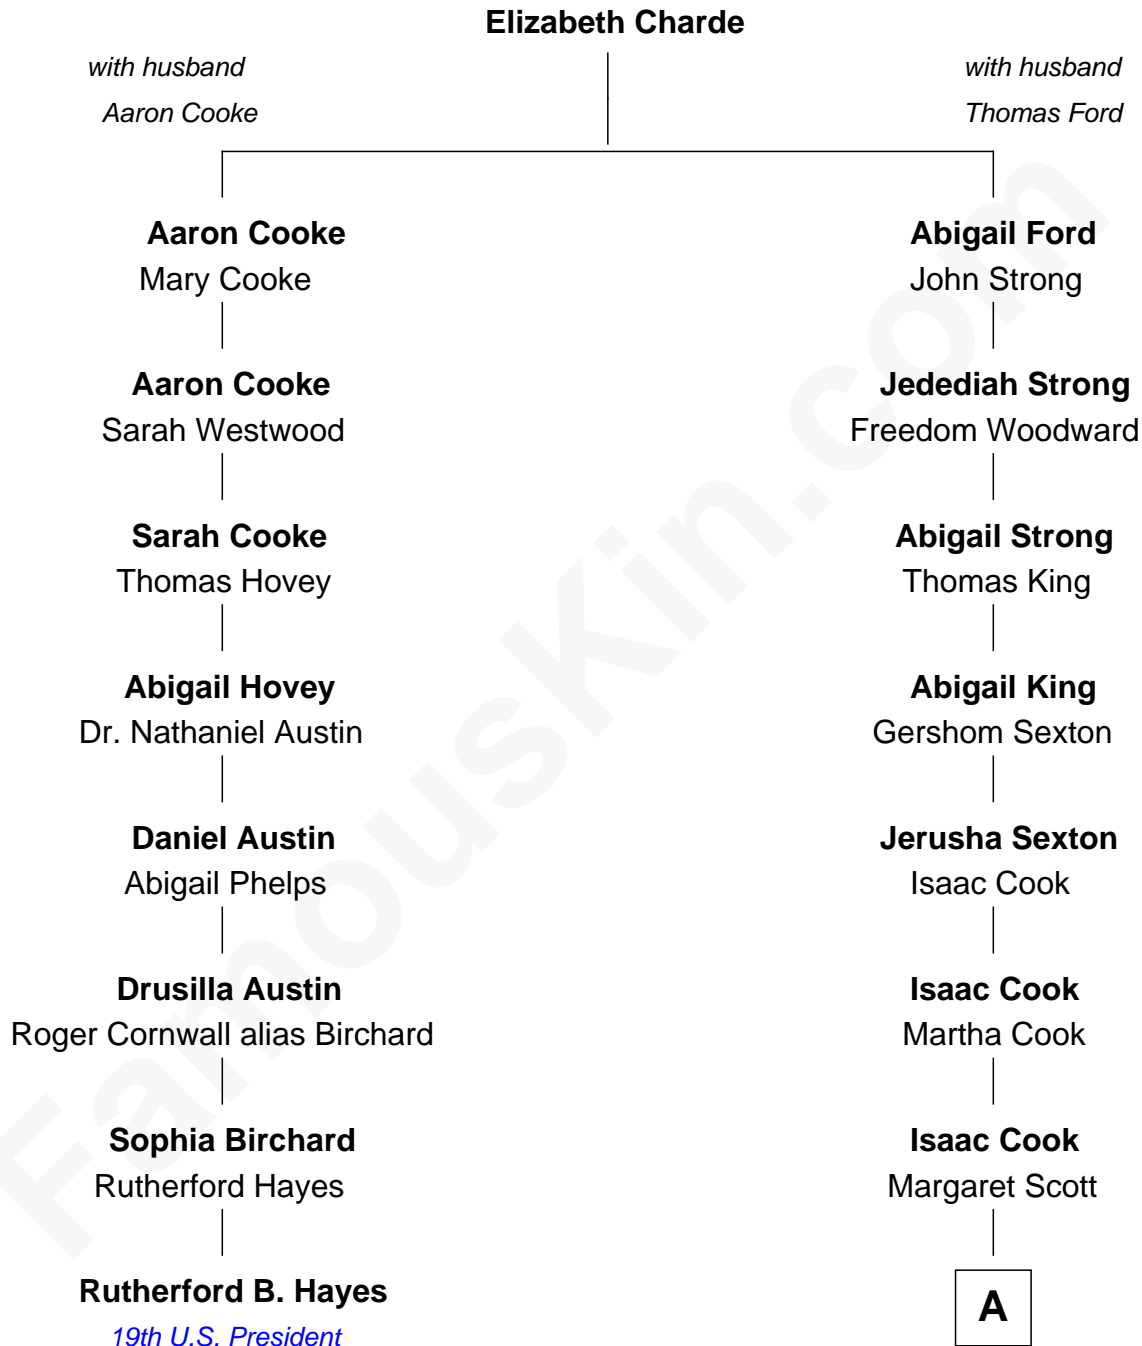 Elizabeth Charde
with husband
Aaron Cooke
with husband
Thomas Ford
Aaron Cooke
Mary Cooke
Abigail Ford
John Strong
Aaron Cooke
Sarah Westwood
Jedediah Strong
Freedom Woodward
Sarah Cooke
Thomas Hovey
Abigail Strong
Thomas King
Abigail Hovey
Dr. Nathaniel Austin
Abigail King
Gershom Sexton
Daniel Austin
Abigail Phelps
Jerusha Sexton
Isaac Cook
Drusilla Austin
Roger Cornwall alias Birchard
Isaac Cook
Martha Cook
Sophia Birchard
Rutherford Hayes
Isaac Cook
Margaret Scott
Rutherford B. Hayes
19th U.S. President
A
FamousKin.com